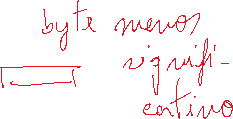 byte menos
signifi-
cativo